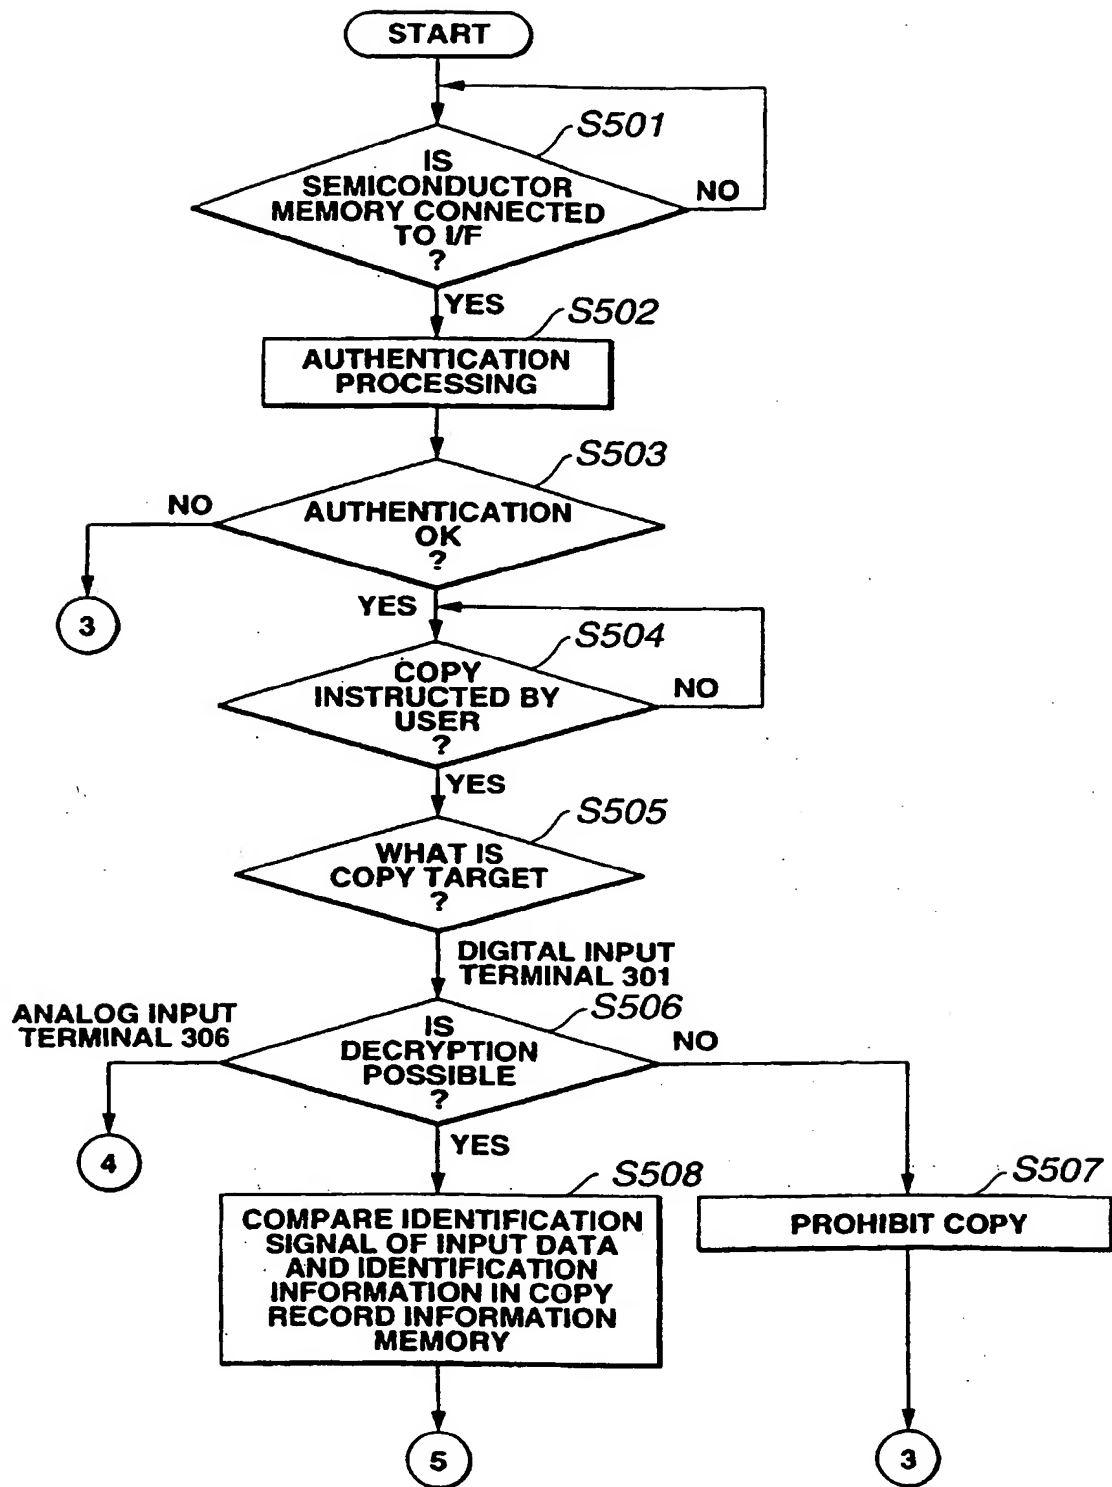 START
S501
IS
SEMICONDUCTOR
MEMORY CONNECTED
TO I/F
?
NO
YES
S502
AUTHENTICATION
PROCESSING
S503
NO
AUTHENTICATION
OK
?
3
YES
S504
COPY
INSTRUCTED BY
USER
?
NO
YES
S505
WHAT IS
COPY TARGET
?
DIGITAL INPUT
TERMINAL 301
ANALOG INPUT
TERMINAL 306
S506
IS
DECRYPTION
POSSIBLE
?
NO
4
YES
S508
COMPARE IDENTIFICATION
SIGNAL OF INPUT DATA
AND IDENTIFICATION
INFORMATION IN COPY
RECORD INFORMATION
MEMORY
S507
PROHIBIT COPY
5
3